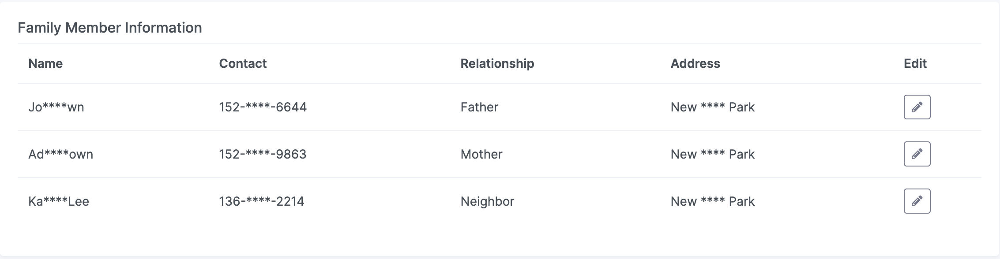 Family Member Information
Name Contact Relationship Address Edit
Jo****wn 152-****-6644 Father New **** Park
Ad****own 152-****-9863 Mother New **** Park
Ka****Lee 136-****-2214 Neighbor New **** Park